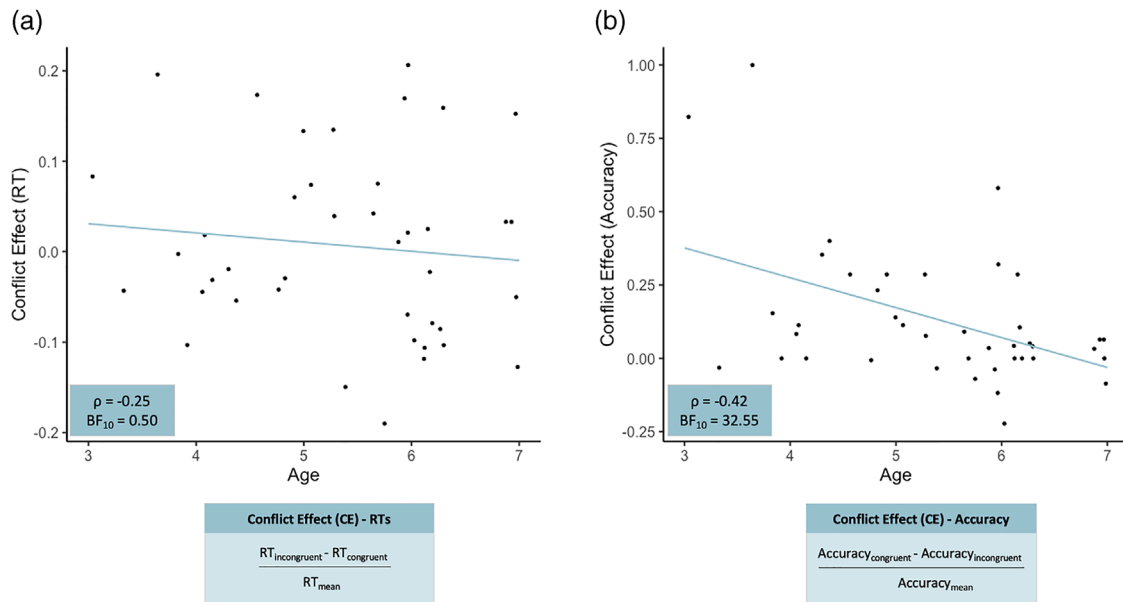 (a)
Conflict Effect (RT)
0.2
0.1
0.0
-0.1
-0.2
ρ = -0.25
BF₁₀ = 0.50
3 4 5 6 7
Age
Conflict Effect (CE) - RTs
RTincongruent - RTcongruent
RTmean
(b)
Conflict Effect (Accuracy)
1.00
0.75
0.50
0.25
0.00
-0.25
ρ = -0.42
BF₁₀ = 32.55
3 4 5 6 7
Age
Conflict Effect (CE) - Accuracy
Accuracycongruent - Accuracyincongruent
Accuracymean